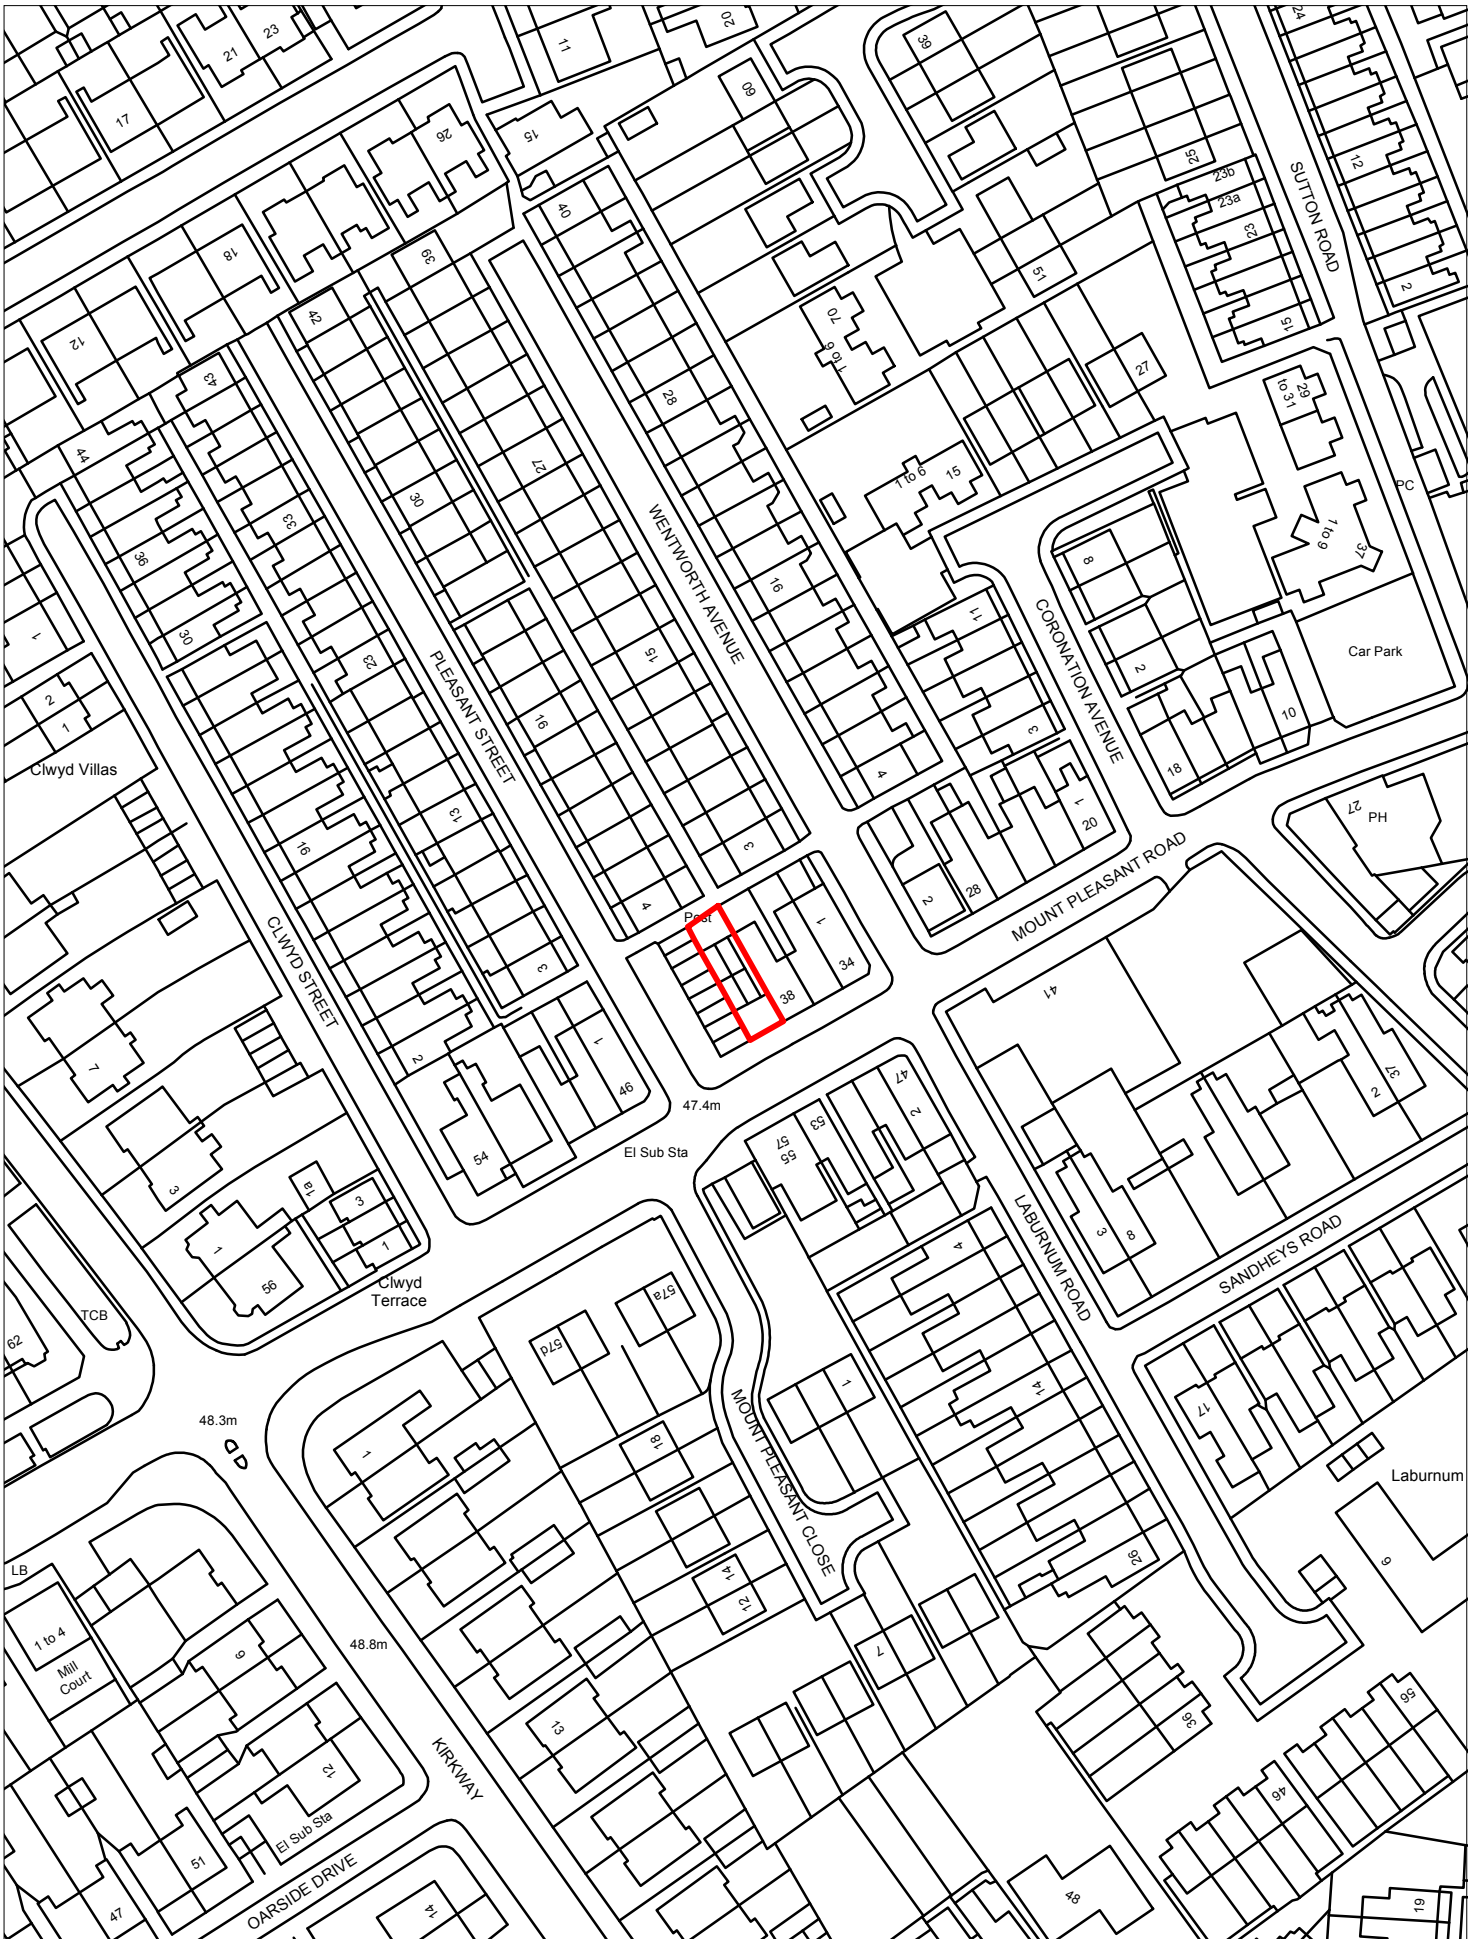 21
23
11
20
39
24
17
26
15
60
25
12
SUTTON ROAD
23b
23a
23
40
18
39
51
2
42
70
1 to 6
15
12
43
28
27
29
to 31
44
30
27
1 to 6
15
PC
33
36
WENTWORTH AVENUE
16
8
1 to 9
37
30
11
CORONATION AVENUE
1
23
PLEASANT STREET
15
2
Car Park
2
1
16
3
10
Clwyd Villas
4
18
16
13
3
1
20
27
PH
MOUNT PLEASANT ROAD
2
28
4
Post
1
CLWYD STREET
3
34
38
41
7
2
1
46
47.4m
47
2
37
2
53
57
55
El Sub Sta
54
3
1a
3
1
1
56
Clwyd
Terrace
4
LABURNUM ROAD
3
8
SANDHEYS ROAD
TCB
62
57a
57d
MOUNT PLEASANT CLOSE
1
14
17
48.3m
1
18
Laburnum
LB
14
12
26
6
1 to 4
Mill
Court
9
48.8m
7
13
36
56
KIRKWAY
12
46
El Sub Sta
51
47
OARSIDE DRIVE
14
48
19